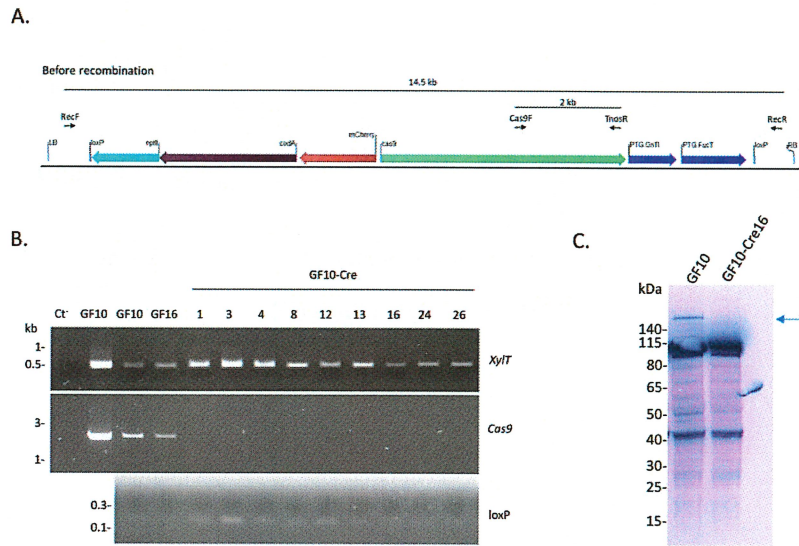 A.
Before recombination
14,5 kb
2 kb
RecF Cas9F TnosR RecR
LB loxP nptII codA mCherry cas9 PTG GnTI PTG FucT loxP RB
B.
GF10-Cre
Ct⁻ GF10 GF10 GF16 1 3 4 8 12 13 16 24 26
kb
1-
0.5-
XylT
3-
1-
Cas9
0.3-
0.1-
loxP
C.
GF10 GF10-Cre16
kDa
140-
115-
80-
65-
50-
40-
30-
25-
15-